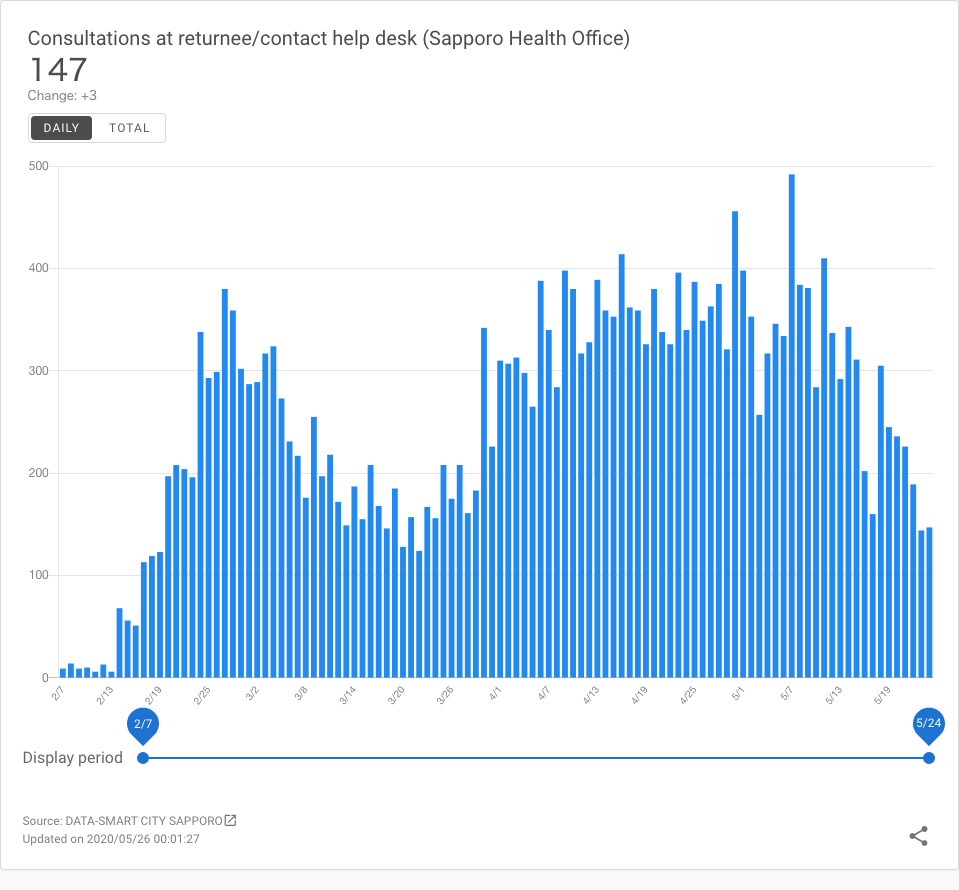 Consultations at returnee/contact help desk (Sapporo Health Office)
147
Change: +3
DAILY TOTAL
500
400
300
200
100
0
2/7 2/13 2/19 2/25 3/2 3/8 3/14 3/20 3/26 4/1 4/7 4/13 4/19 4/25 5/1 5/7 5/13 5/19
2/7 5/24
Display period
Source: DATA-SMART CITY SAPPORO
Updated on 2020/05/26 00:01:27